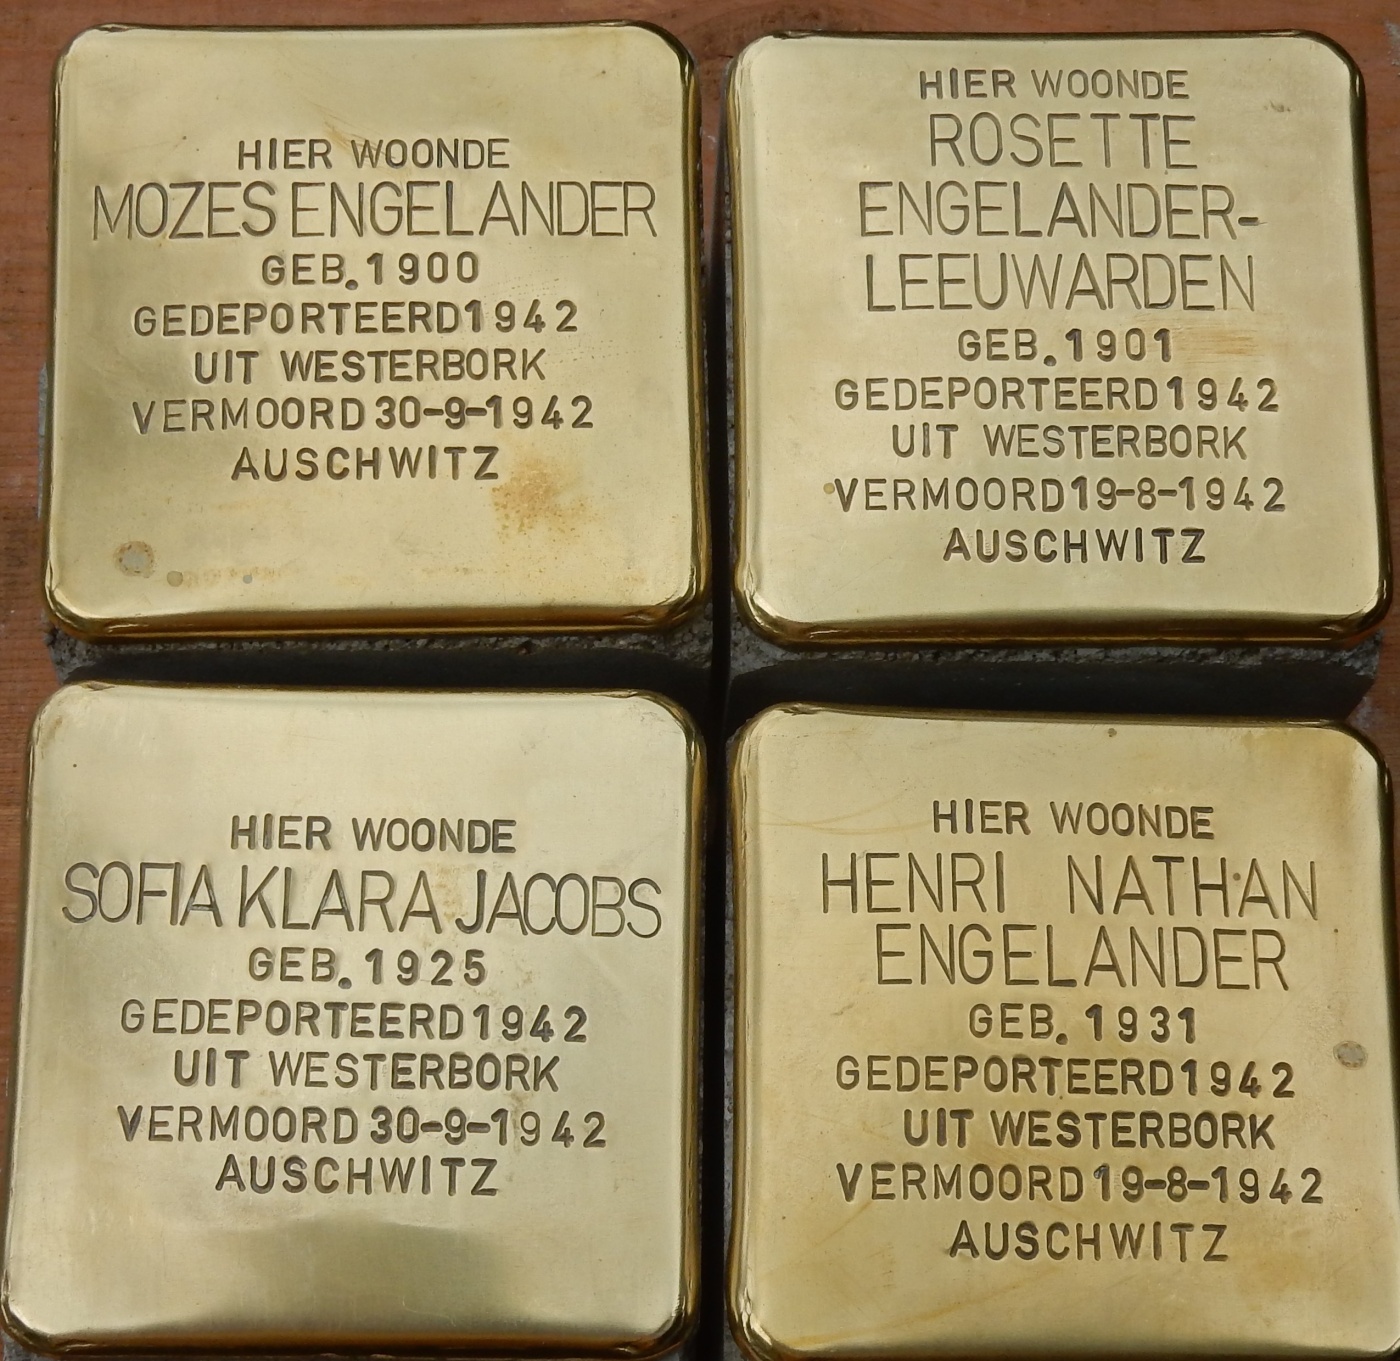 HIER WOONDE
MOZES ENGELANDER
GEB. 1900
GEDEPORTEERD 1942
UIT WESTERBORK
VERMOORD 30-9-1942
AUSCHWITZ
HIER WOONDE
ROSETTE
ENGELANDER-
LEEUWARDEN
GEB. 1901
GEDEPORTEERD 1942
UIT WESTERBORK
VERMOORD 19-8-1942
AUSCHWITZ
HIER WOONDE
SOFIA KLARA JACOBS
GEB. 1925
GEDEPORTEERD 1942
UIT WESTERBORK
VERMOORD 30-9-1942
AUSCHWITZ
HIER WOONDE
HENRI NATHAN
ENGELANDER
GEB. 1931
GEDEPORTEERD 1942
UIT WESTERBORK
VERMOORD 19-8-1942
AUSCHWITZ